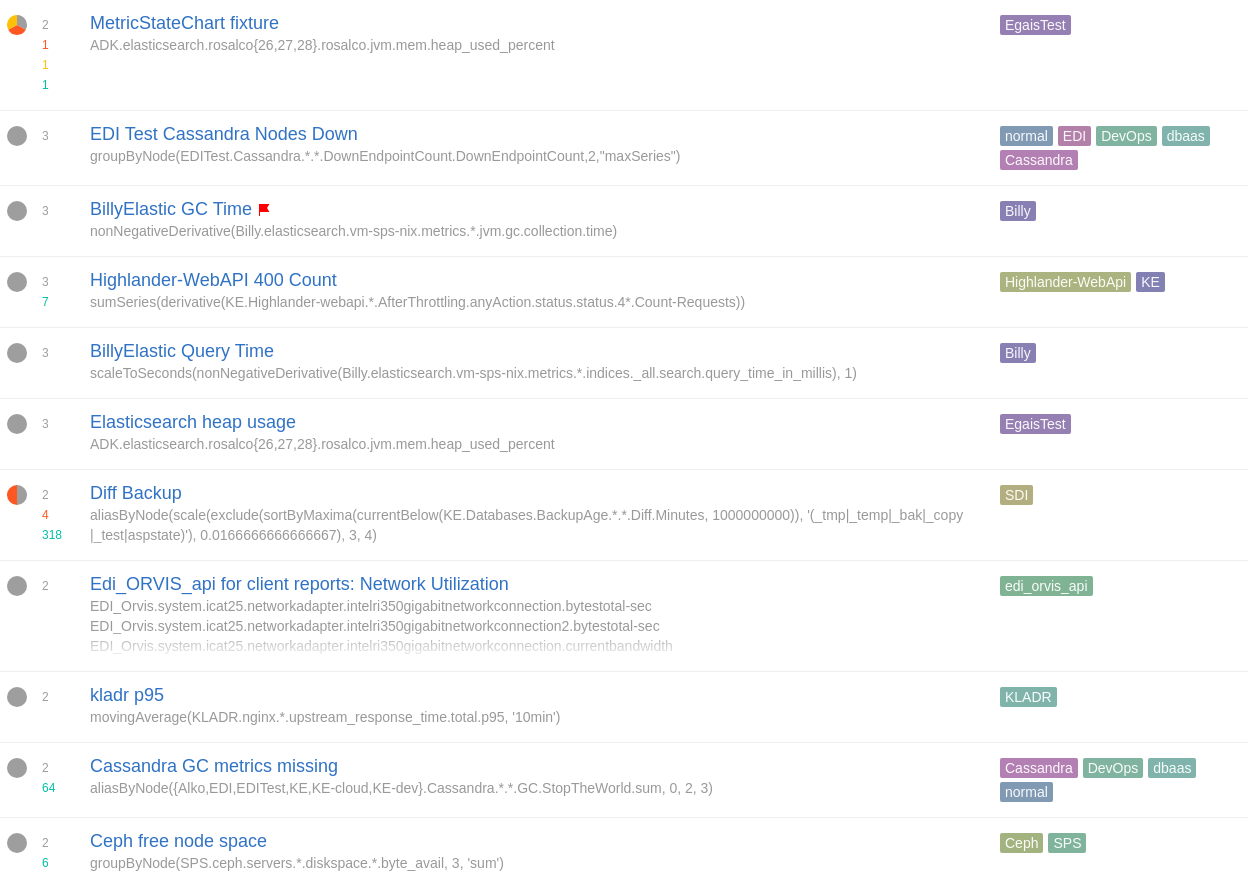 2 MetricStateChart fixture EgaisTest
1 ADK.elasticsearch.rosalco{26,27,28}.rosalco.jvm.mem.heap_used_percent
1
1
3 EDI Test Cassandra Nodes Down normal EDI DevOps dbaas
groupByNode(EDITest.Cassandra.*.*.DownEndpointCount.DownEndpointCount,2,"maxSeries") Cassandra
3 BillyElastic GC Time Billy
nonNegativeDerivative(Billy.elasticsearch.vm-sps-nix.metrics.*.jvm.gc.collection.time)
3 Highlander-WebAPI 400 Count Highlander-WebApi KE
7 sumSeries(derivative(KE.Highlander-webapi.*.AfterThrottling.anyAction.status.status.4*.Count-Requests))
3 BillyElastic Query Time Billy
scaleToSeconds(nonNegativeDerivative(Billy.elasticsearch.vm-sps-nix.metrics.*.indices._all.search.query_time_in_millis), 1)
3 Elasticsearch heap usage EgaisTest
ADK.elasticsearch.rosalco{26,27,28}.rosalco.jvm.mem.heap_used_percent
2 Diff Backup SDI
4 aliasByNode(scale(exclude(sortByMaxima(currentBelow(KE.Databases.BackupAge.*.*.Diff.Minutes, 1000000000)), '(_tmp|_temp|_bak|_copy
318 |_test|aspstate)'), 0.0166666666666667), 3, 4)
2 Edi_ORVIS_api for client reports: Network Utilization edi_orvis_api
EDI_Orvis.system.icat25.networkadapter.intelri350gigabitnetworkconnection.bytestotal-sec
EDI_Orvis.system.icat25.networkadapter.intelri350gigabitnetworkconnection2.bytestotal-sec
EDI_Orvis.system.icat25.networkadapter.intelri350gigabitnetworkconnection.currentbandwidth
2 kladr p95 KLADR
movingAverage(KLADR.nginx.*.upstream_response_time.total.p95, '10min')
2 Cassandra GC metrics missing Cassandra DevOps dbaas
64 aliasByNode({Alko,EDI,EDITest,KE,KE-cloud,KE-dev}.Cassandra.*.*.GC.StopTheWorld.sum, 0, 2, 3) normal
2 Ceph free node space Ceph SPS
6 groupByNode(SPS.ceph.servers.*.diskspace.*.byte_avail, 3, 'sum')